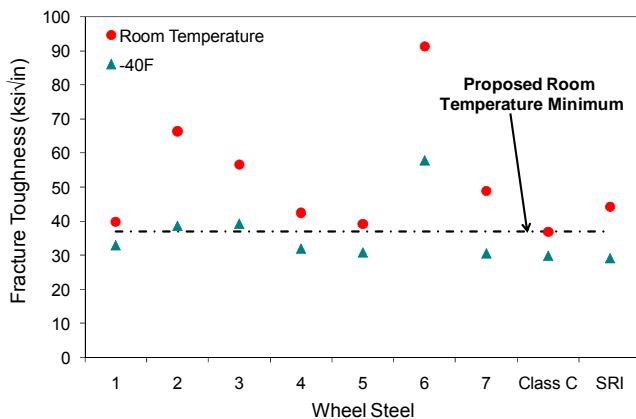 Room Temperature
-40F
Proposed Room
Temperature Minimum
Fracture Toughness (ksi√in)
100
90
80
70
60
50
40
30
20
10
0
1 2 3 4 5 6 7 Class C SRI
Wheel Steel